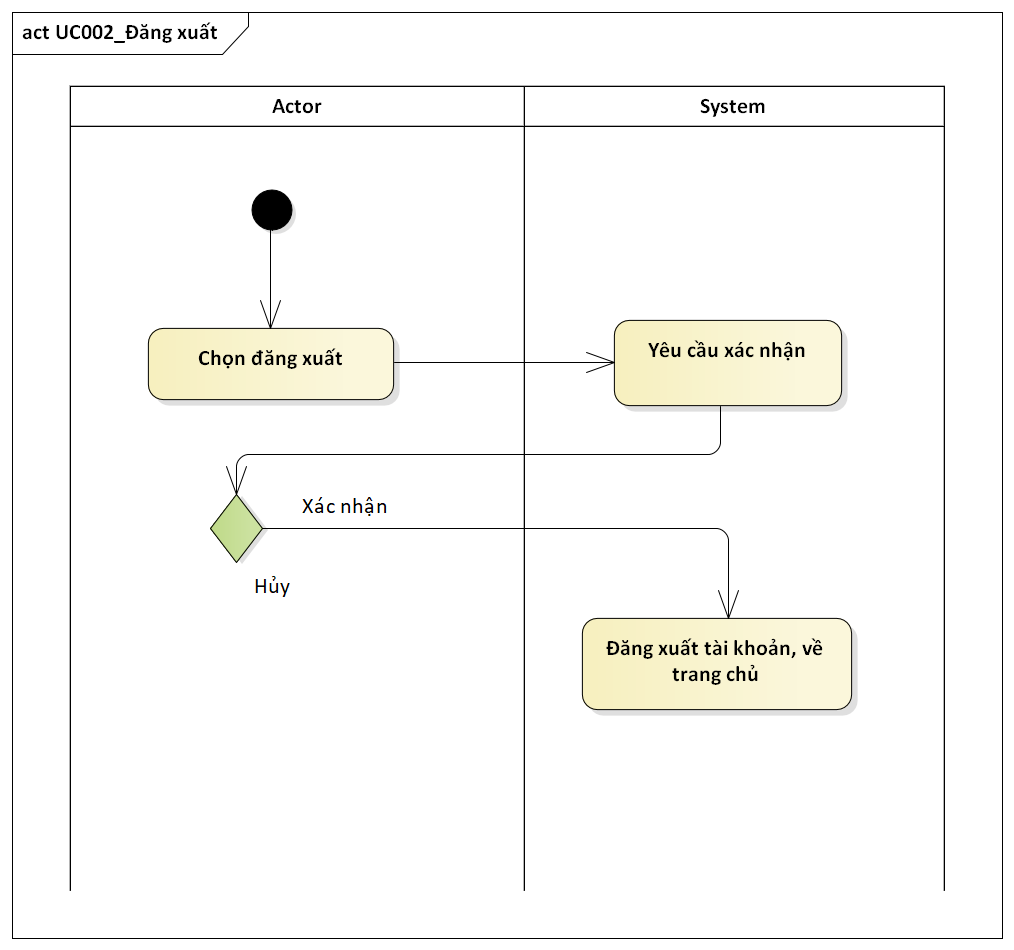 act UC002_Đăng xuất
Actor
System
Chọn đăng xuất
Yêu cầu xác nhận
Xác nhận
Hủy
Đăng xuất tài khoản, về
trang chủ